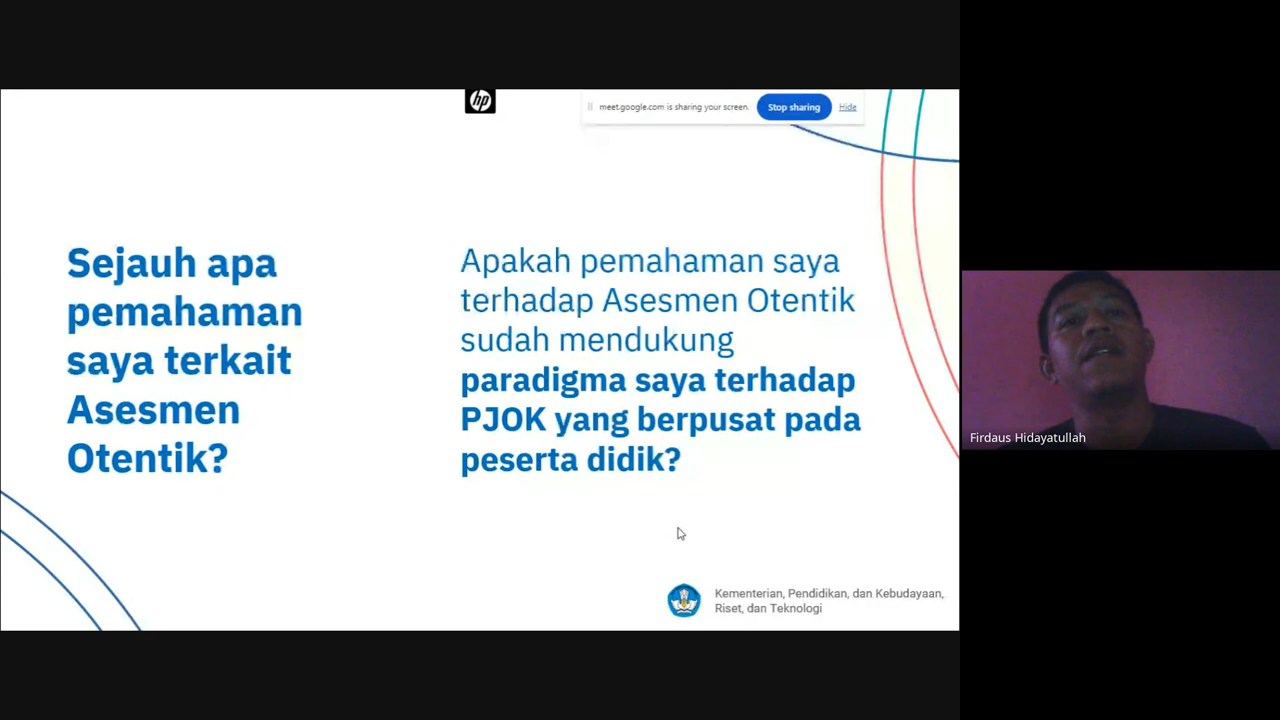 hp
meet.google.com is sharing your screen.
Stop sharing
Hide
Sejauh apa
pemahaman
saya terkait
Asesmen
Otentik?
Apakah pemahaman saya
terhadap Asesmen Otentik
sudah mendukung
paradigma saya terhadap
PJOK yang berpusat pada
peserta didik?
Firdaus Hidayatullah
Kementerian, Pendidikan, dan Kebudayaan,
Riset, dan Teknologi